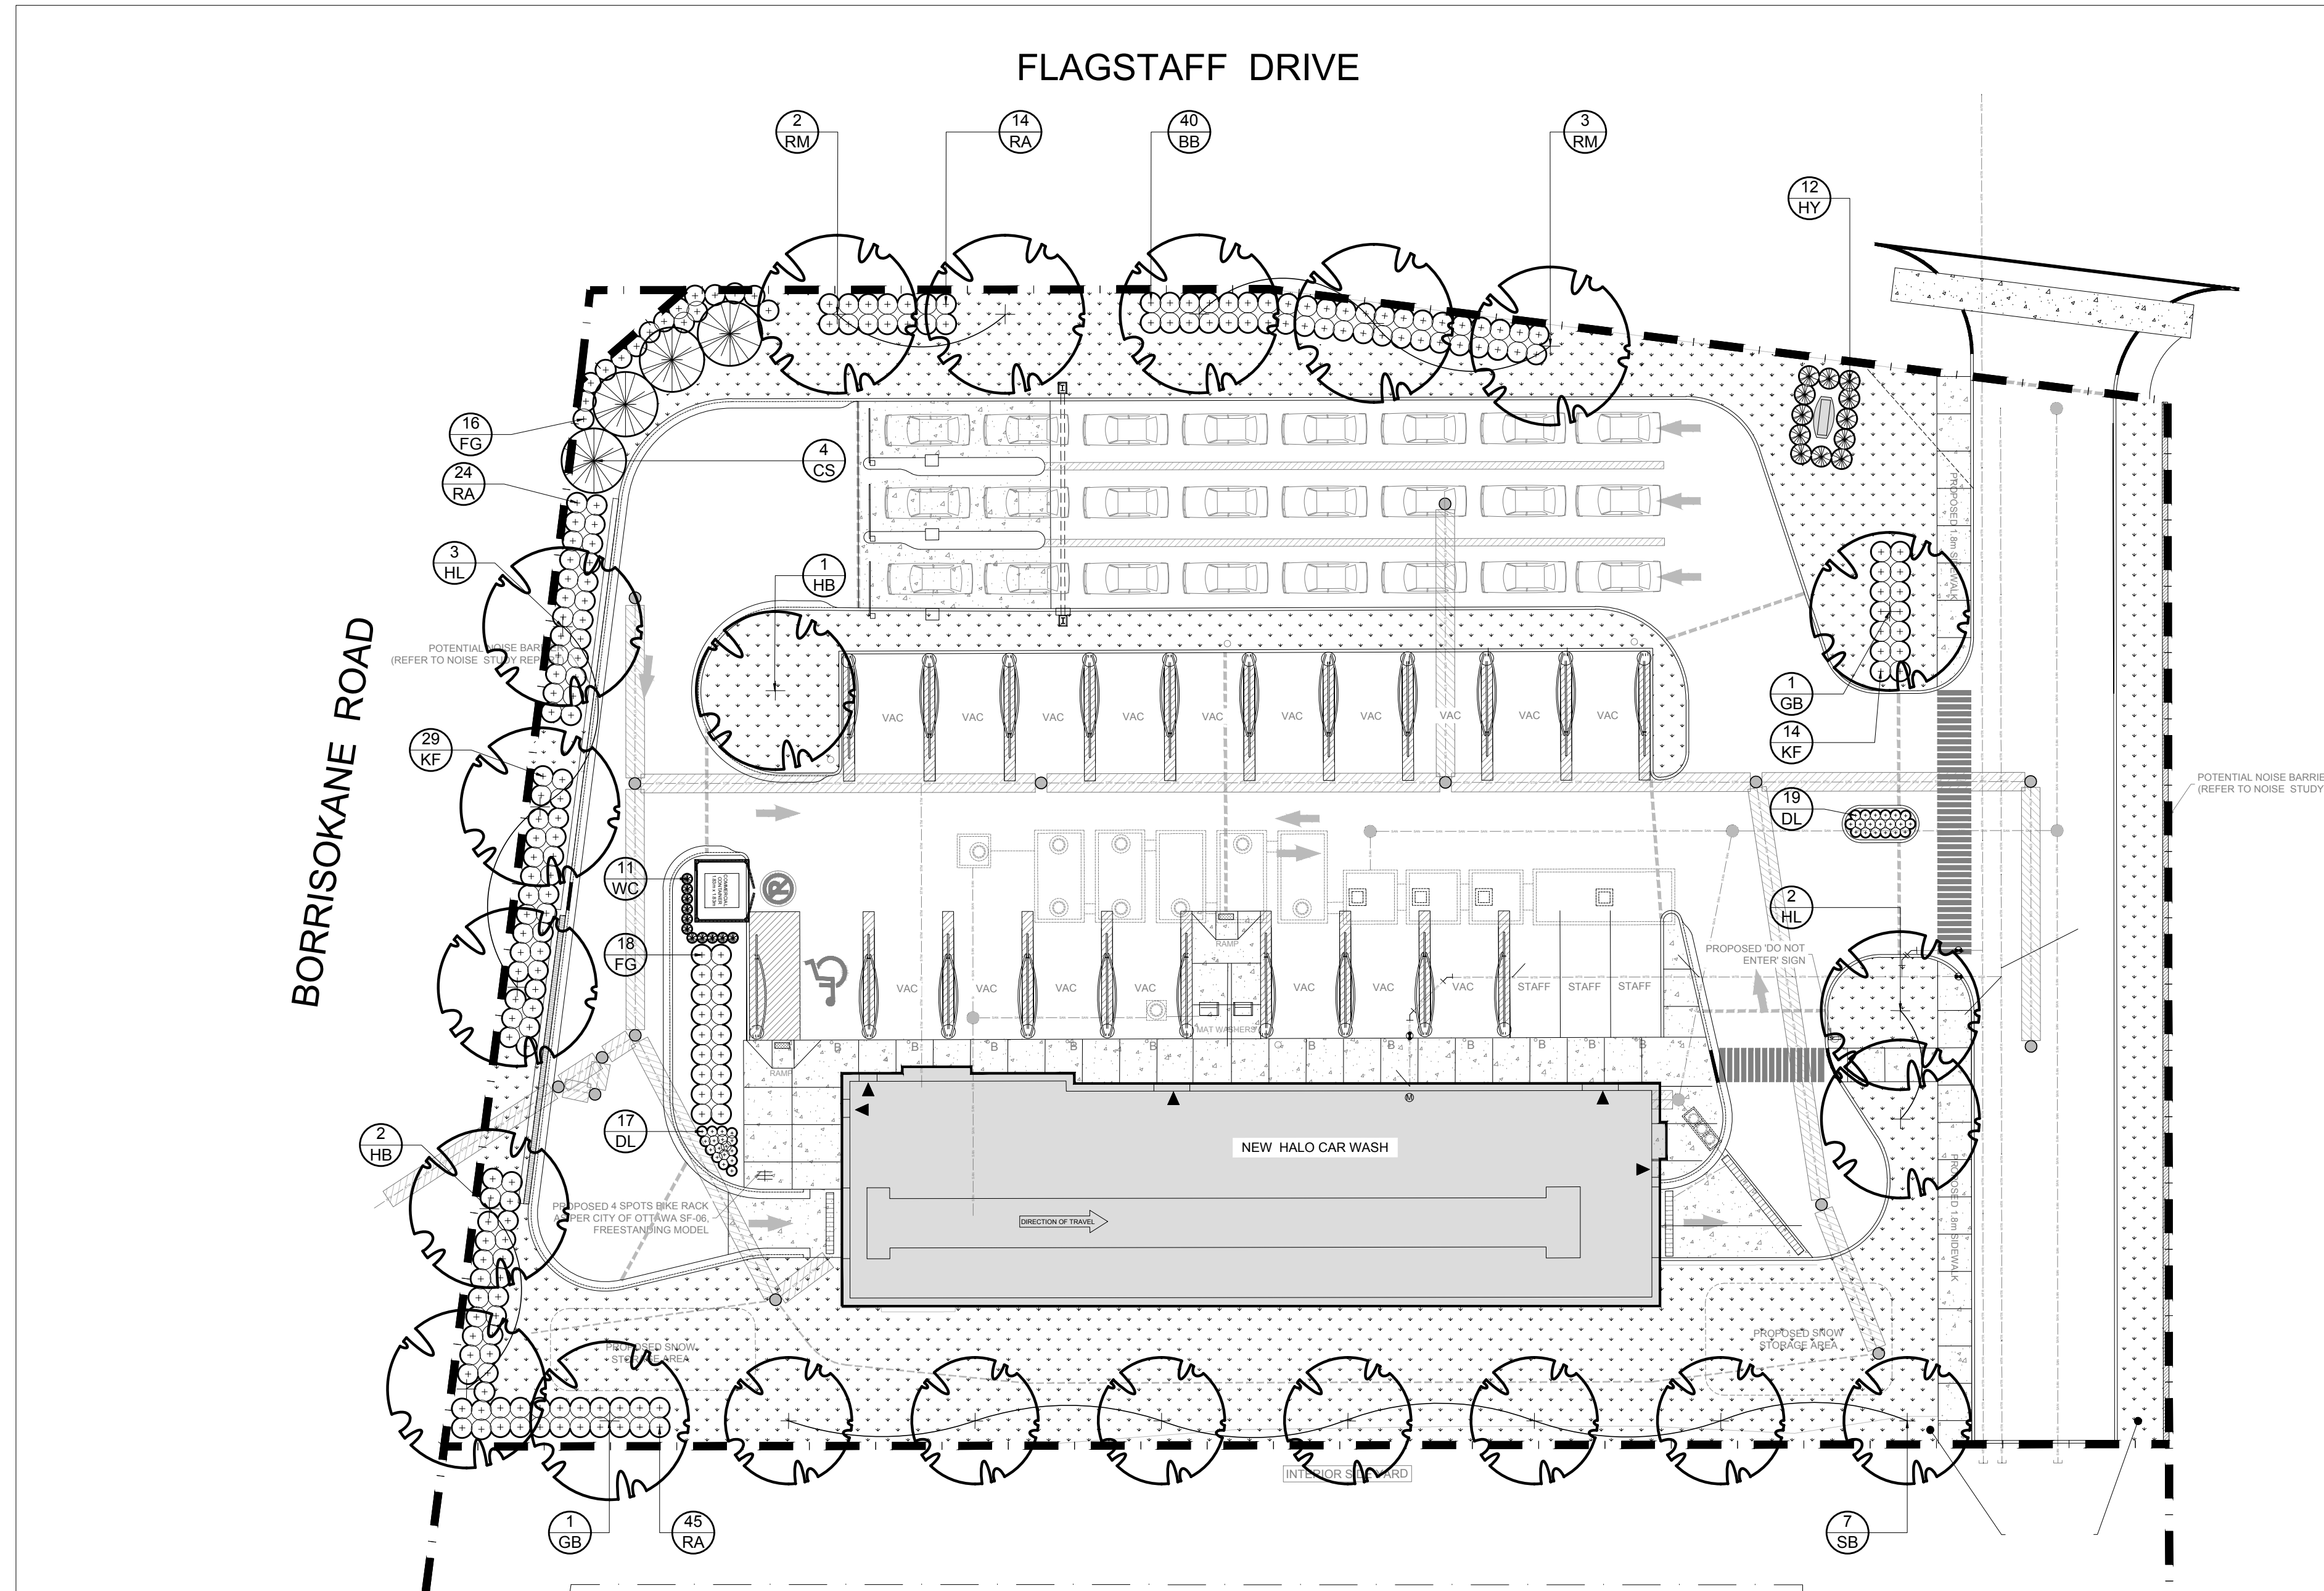 FLAGSTAFF DRIVE
2
RM
14
RA
40
BB
3
RM
12
HY
16
FG
24
RA
4
CS
3
HL
1
HB
POTENTIAL NOISE BARRIER
(REFER TO NOISE STUDY REPORT)
BORRISOKANE ROAD
PROPOSED 1.8m SIDEWALK
1
GB
14
KF
29
KF
VAC
VAC
VAC
VAC
VAC
VAC
VAC
VAC
VAC
VAC
POTENTIAL NOISE BARRIE
(REFER TO NOISE STUDY
19
DL
11
WC
COMMERCIAL
CONTAINER
2
HL
18
FG
RAMP
PROPOSED 'DO NOT
ENTER' SIGN
VAC
VAC
VAC
VAC
VAC
VAC
VAC
STAFF
STAFF
STAFF
MAT WASHERS
B
B
B
B
B
B
B
B
B
B
B
RAMP
M
17
DL
2
HB
NEW HALO CAR WASH
PROPOSED 4 SPOTS BIKE RACK
AS PER CITY OF OTTAWA SF-06,
FREESTANDING MODEL
DIRECTION OF TRAVEL
PROPOSED 1.8m SIDEWALK
PROPOSED SNOW
STORAGE AREA
PROPOSED SNOW
STORAGE AREA
INTERIOR SIDE YARD
1
GB
45
RA
7
SB